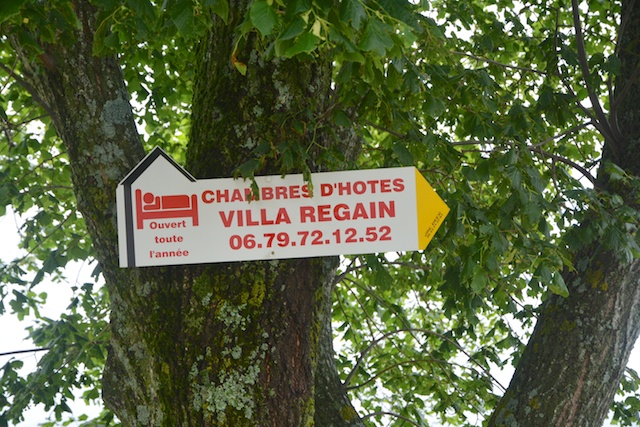 CHAMBRES D'HOTES
VILLA REGAIN
06.79.72.12.52
Ouvert
toute
l'année